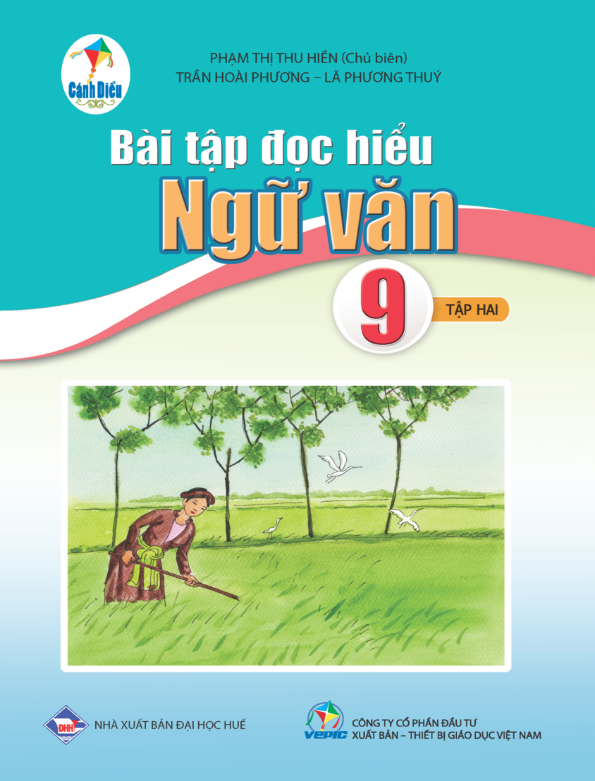 Cánh Diều
PHẠM THỊ THU HIỀN (Chủ biên)
TRẦN HOÀI PHƯƠNG – LÃ PHƯƠNG THUÝ
Bài tập đọc hiểu
Ngữ văn
9
TẬP HAI
ĐHH
NHÀ XUẤT BẢN ĐẠI HỌC HUẾ
VEPIC
CÔNG TY CỔ PHẦN ĐẦU TƯ
XUẤT BẢN – THIẾT BỊ GIÁO DỤC VIỆT NAM